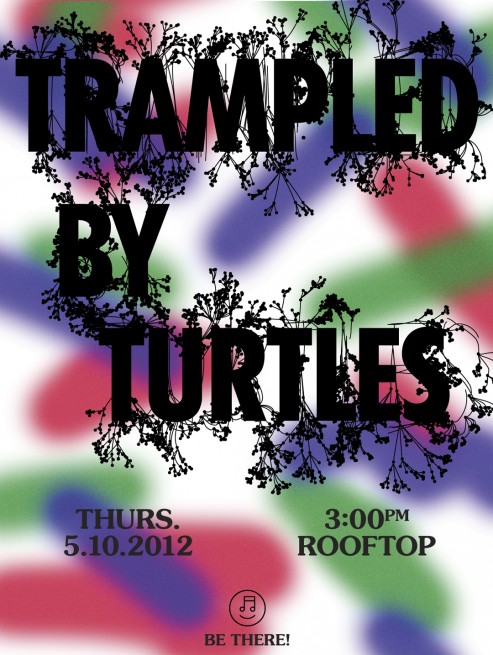 TRAMPLED
BY
TURTLES
THURS.
5.10.2012
3:00PM
ROOFTOP
BE THERE!